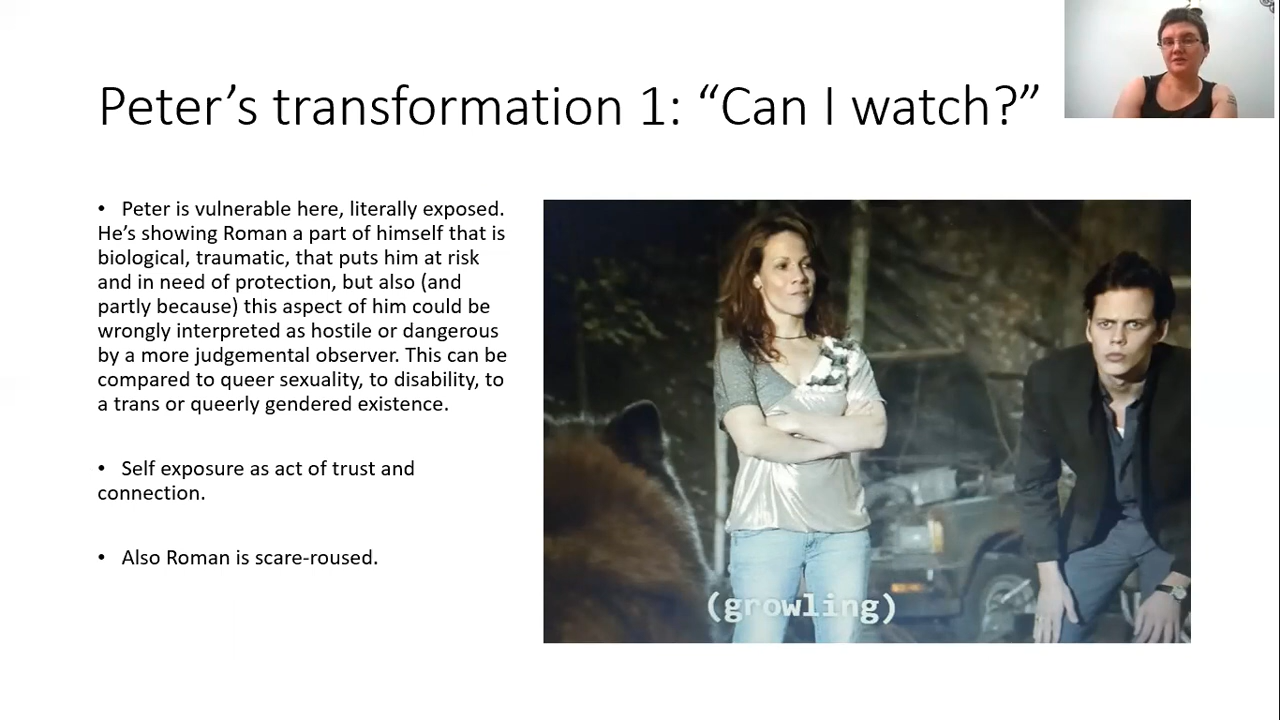 Peter’s transformation 1: “Can I watch?”
• Peter is vulnerable here, literally exposed.
He’s showing Roman a part of himself that is
biological, traumatic, that puts him at risk
and in need of protection, but also (and
partly because) this aspect of him could be
wrongly interpreted as hostile or dangerous
by a more judgemental observer. This can be
compared to queer sexuality, to disability, to
a trans or queerly gendered existence.
• Self exposure as act of trust and
connection.
• Also Roman is scare-roused.
(growling)